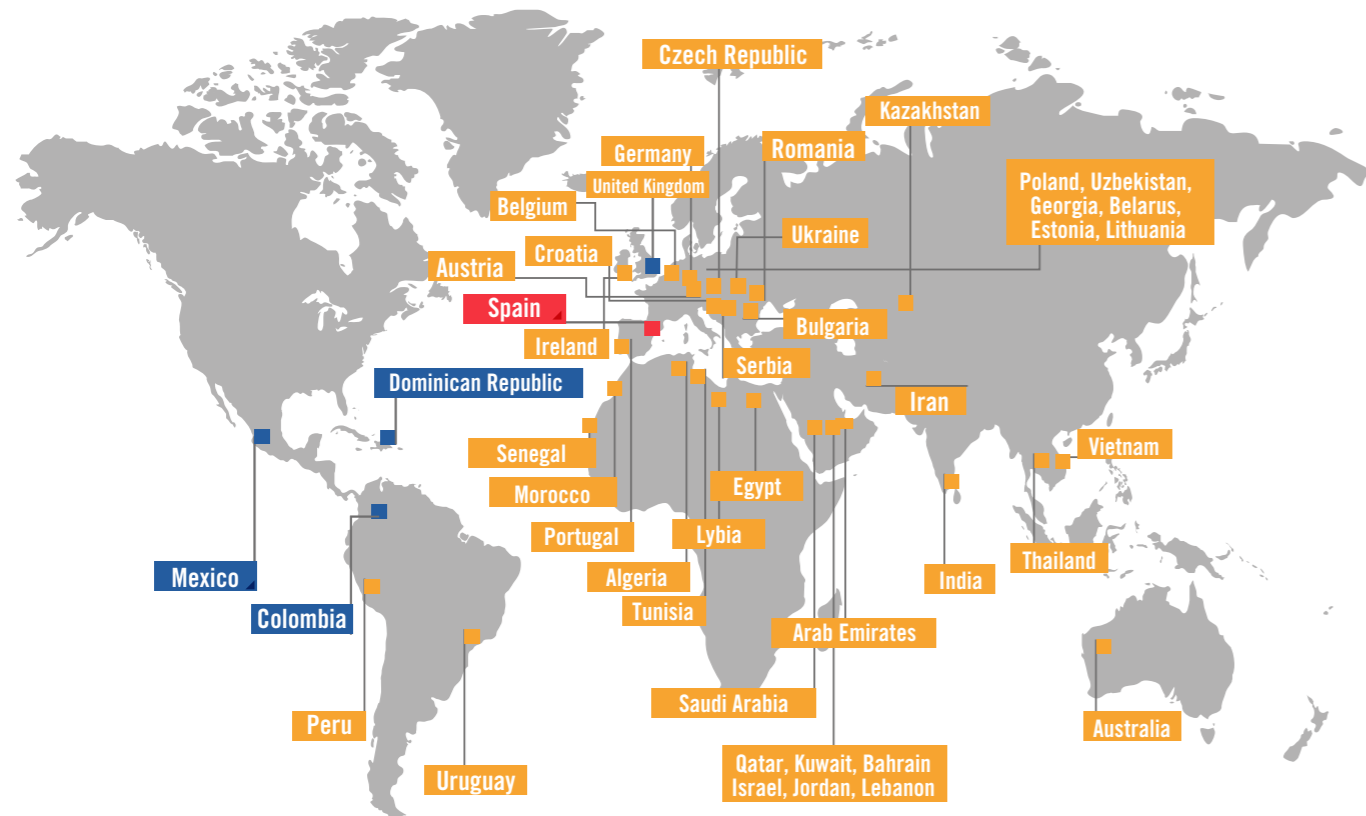 Czech Republic
Kazakhstan
Germany
Romania
United Kingdom
Poland, Uzbekistan,
Georgia, Belarus,
Estonia, Lithuania
Belgium
Ukraine
Croatia
Austria
Spain
Bulgaria
Ireland
Serbia
Dominican Republic
Iran
Senegal
Vietnam
Morocco
Egypt
Portugal
Lybia
Thailand
Mexico
Algeria
India
Colombia
Tunisia
Arab Emirates
Saudi Arabia
Peru
Australia
Uruguay
Qatar, Kuwait, Bahrain
Israel, Jordan, Lebanon